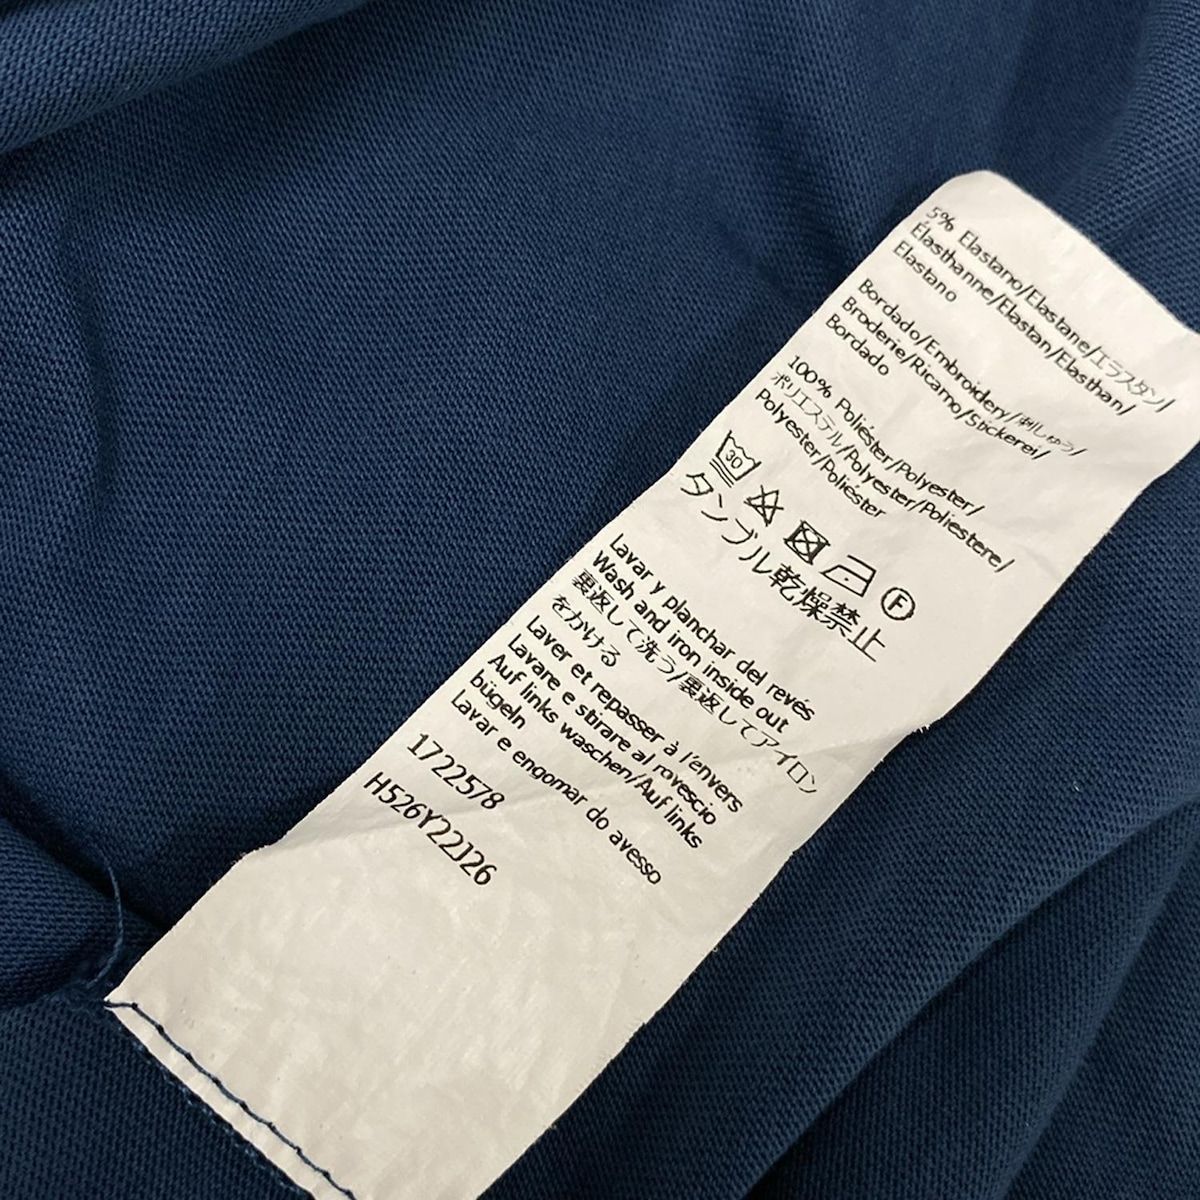 5% Elastano/Elastane/エラスタン/
Élasthanne/Elastan/Elasthan/
Elastano
Bordado/Embroidery/刺しゅう/
Broderie/Ricamo/Stickerei/
Bordado
100% Poliéster/Polyester/
ポリエステル/Polyester/Poliestere/
Polyester/Poliéster
30
F
タンブル乾燥禁止
Lavar y planchar del revés
Wash and iron inside out
裏返して洗う/裏返してアイロン
をかける
Laver et repasser à l'envers
Lavare e stirare al rovescio
Auf links waschen/Auf links
bügeln
Lavar e engomar do avesso
1722578
H526Y22J26